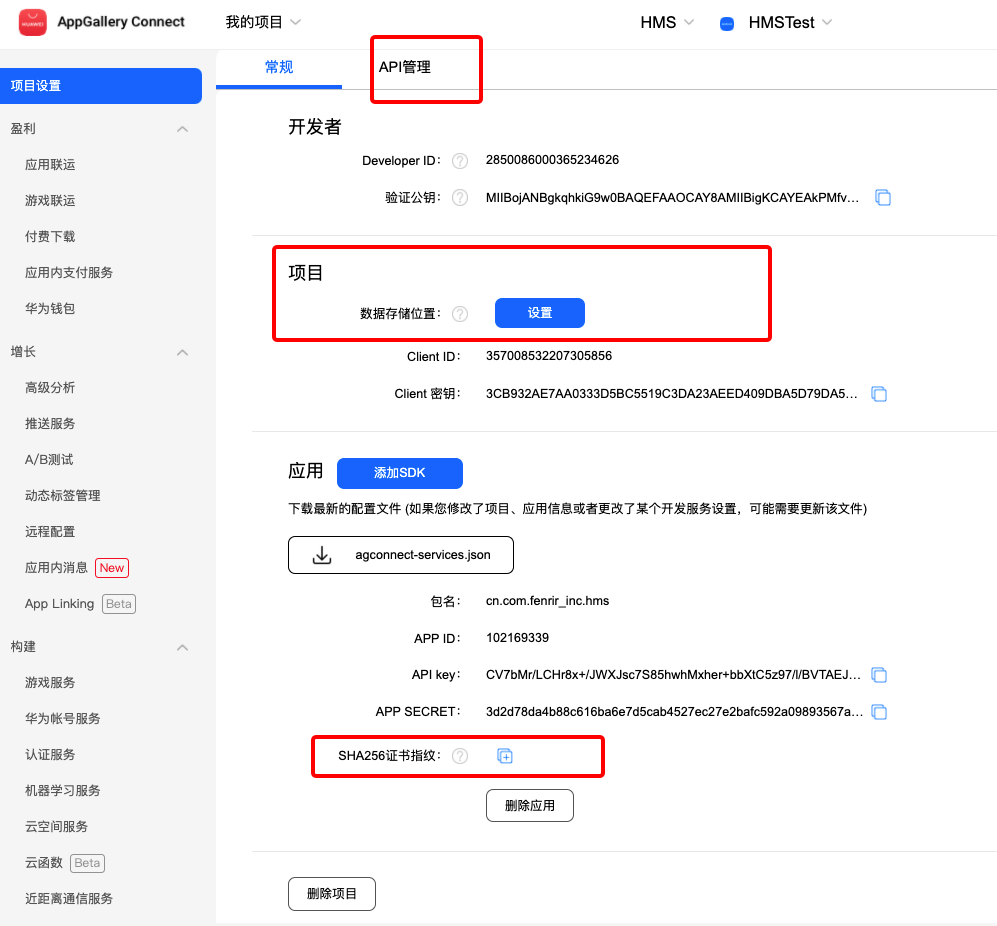 HUAWEI AppGallery Connect 我的项目 HMS HMSTest
项目设置
盈利
应用联运
游戏联运
付费下载
应用内支付服务
华为钱包
增长
高级分析
推送服务
A/B测试
动态标签管理
远程配置
应用内消息 New
App Linking Beta
构建
游戏服务
华为帐号服务
认证服务
机器学习服务
云空间服务
云函数 Beta
近距离通信服务
常规 API管理
开发者
Developer ID: ? 2850086000365234626
验证公钥: ? MIIBojANBgkqhkiG9w0BAQEFAAOCAY8AMIIBigKCAYEAkPMfv...
项目
数据存储位置: ? 设置
Client ID: 357008532207305856
Client 密钥: 3CB932AE7AA0333D5BC5519C3DA23AEED409DBA5D79DA5...
应用 添加SDK
下载最新的配置文件 (如果您修改了项目、应用信息或者更改了某个开发服务设置，可能需要更新该文件)
agconnect-services.json
包名: cn.com.fenrir_inc.hms
APP ID: 102169339
API key: CV7bMr/LCHr8x+/JWXJsc7S85hwhMxher+bbXtC5z97/l/BVTAEJ...
APP SECRET: 3d2d78da4b88c616ba6e7d5cab4527ec27e2bafc592a09893567a...
SHA256证书指纹: ?
删除应用
删除项目